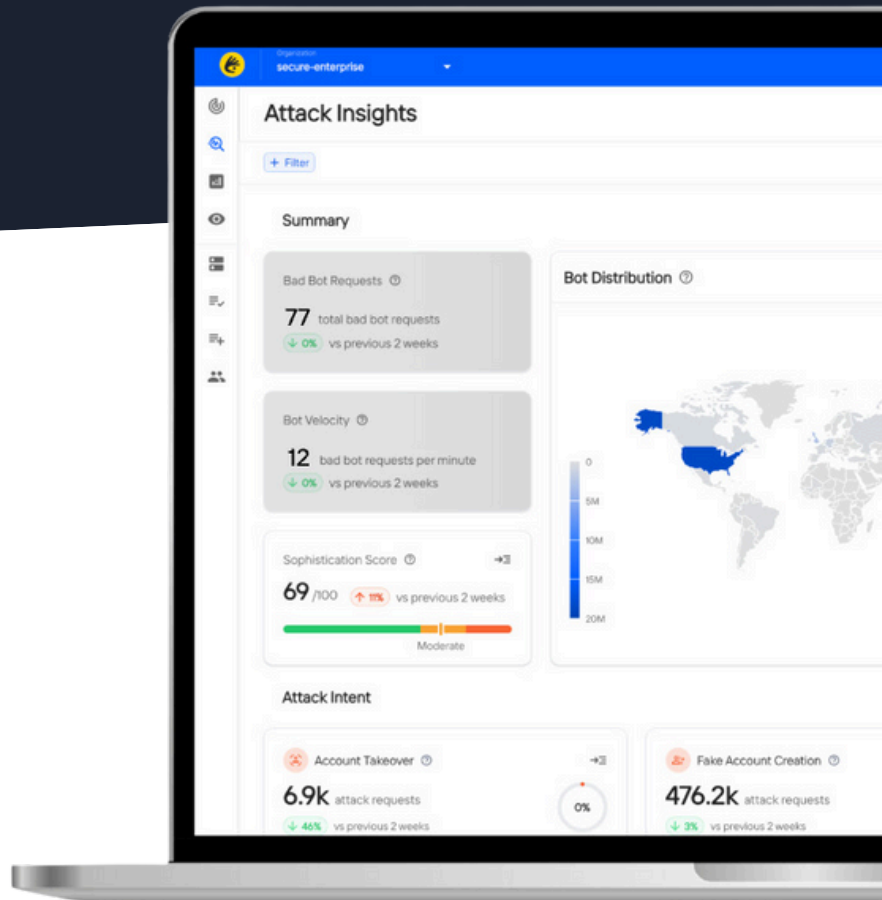 Organization
secure-enterprise
Attack Insights
+ Filter
Summary
Bad Bot Requests
77 total bad bot requests
↓ 0% vs previous 2 weeks
Bot Velocity
12 bad bot requests per minute
↓ 0% vs previous 2 weeks
Sophistication Score
69 /100 ↑ 11% vs previous 2 weeks
Moderate
Bot Distribution
0
5M
10M
15M
20M
Attack Intent
Account Takeover
6.9k attack requests
0%
↓ 46% vs previous 2 weeks
Fake Account Creation
476.2k attack requests
↓ 3% vs previous 2 weeks